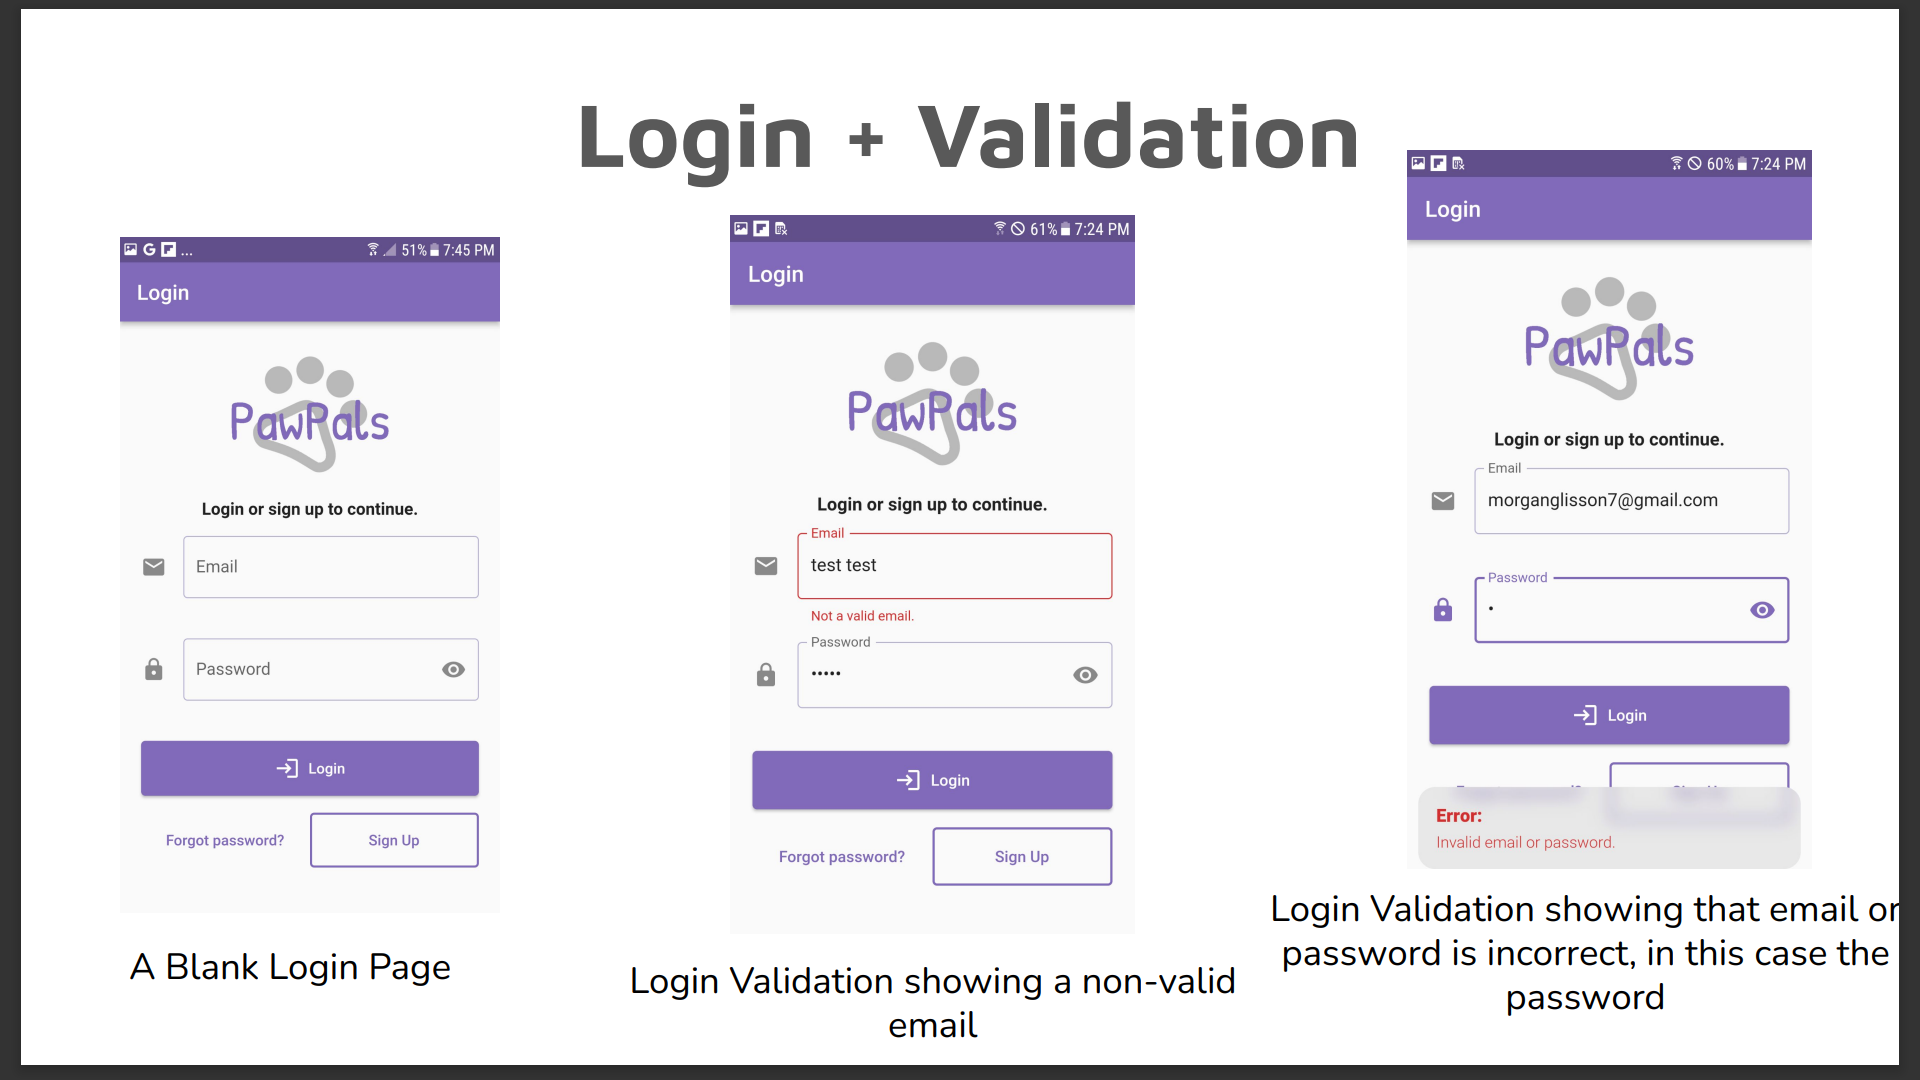 Login + Validation
51% 7:45 PM
Login
PawPals
Login or sign up to continue.
Email
Password
Login
Forgot password?
Sign Up
A Blank Login Page
61% 7:24 PM
Login
PawPals
Login or sign up to continue.
Email
test test
Not a valid email.
Password
•••••
Login
Forgot password?
Sign Up
Login Validation showing a non-valid
email
60% 7:24 PM
Login
PawPals
Login or sign up to continue.
Email
morganglisson7@gmail.com
Password
•
Login
Error:
Invalid email or password.
Login Validation showing that email or
password is incorrect, in this case the
password